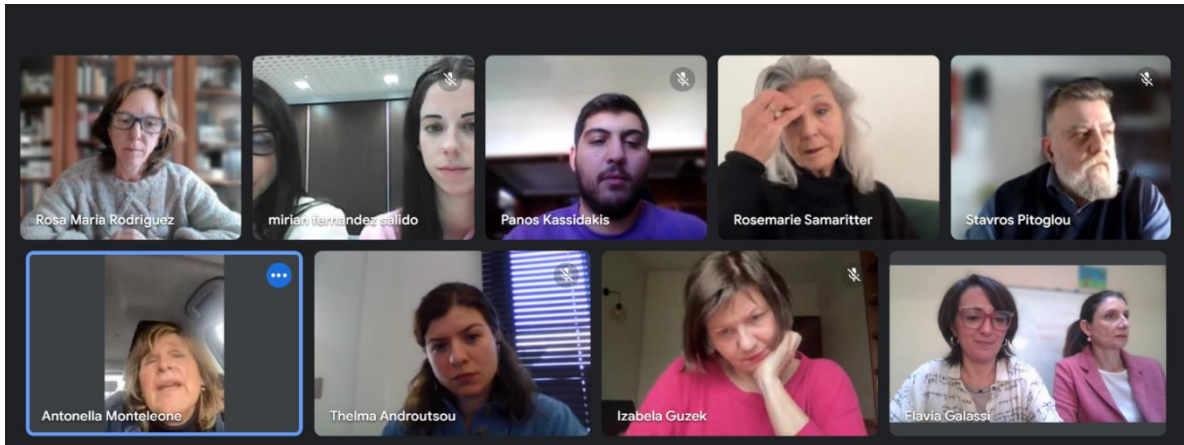 Rosa Maria Rodriguez
mirian fernandez salido
Panos Kassidakis
Rosemarie Samaritter
Stavros Pitoglou
Antonella Monteleone
Thelma Androutsou
Izabela Guzek
Flavia Galassi